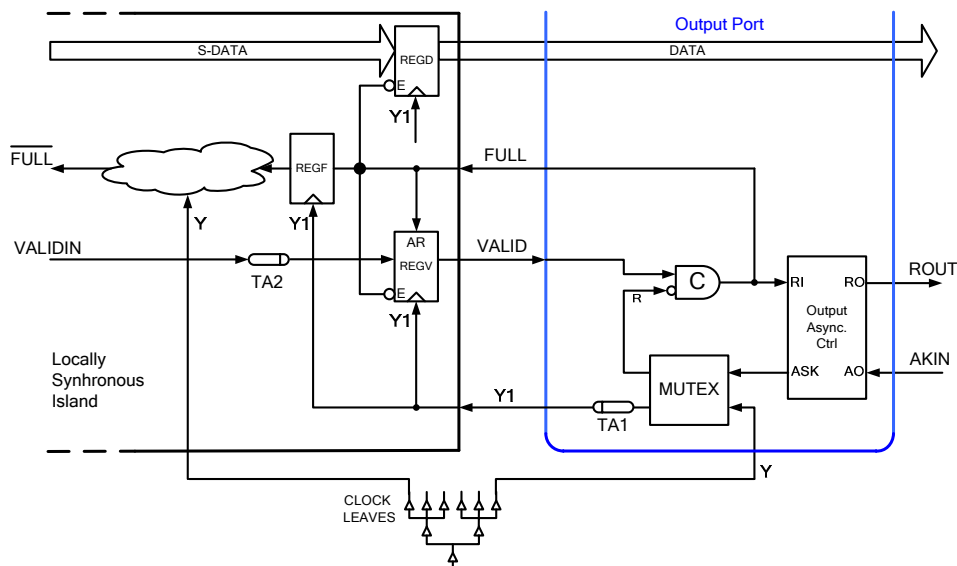 Output Port
S-DATA
REGD
DATA
E
Y1
FULL
REGF
FULL
Y
Y1
AR
VALIDIN
TA2
REGV
VALID
E
Y1
R
C
RI
RO
ROUT
Output
Async.
Ctrl
Locally
Synhronous
Island
MUTEX
ASK
AO
AKIN
Y1
TA1
Y
CLOCK
LEAVES